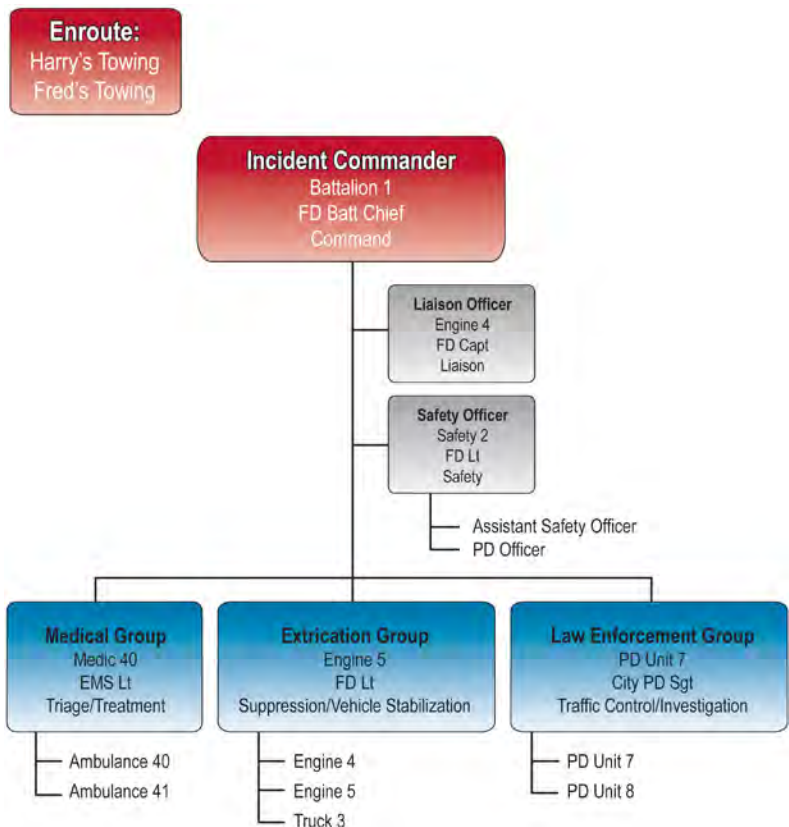 Enroute:
Harry's Towing
Fred's Towing
Incident Commander
Battalion 1
FD Batt Chief
Command
Liaison Officer
Engine 4
FD Capt
Liaison
Safety Officer
Safety 2
FD Lt
Safety
Assistant Safety Officer
PD Officer
Medical Group
Medic 40
EMS Lt
Triage/Treatment
Ambulance 40
Ambulance 41
Extrication Group
Engine 5
FD Lt
Suppression/Vehicle Stabilization
Engine 4
Engine 5
Truck 3
Law Enforcement Group
PD Unit 7
City PD Sgt
Traffic Control/Investigation
PD Unit 7
PD Unit 8